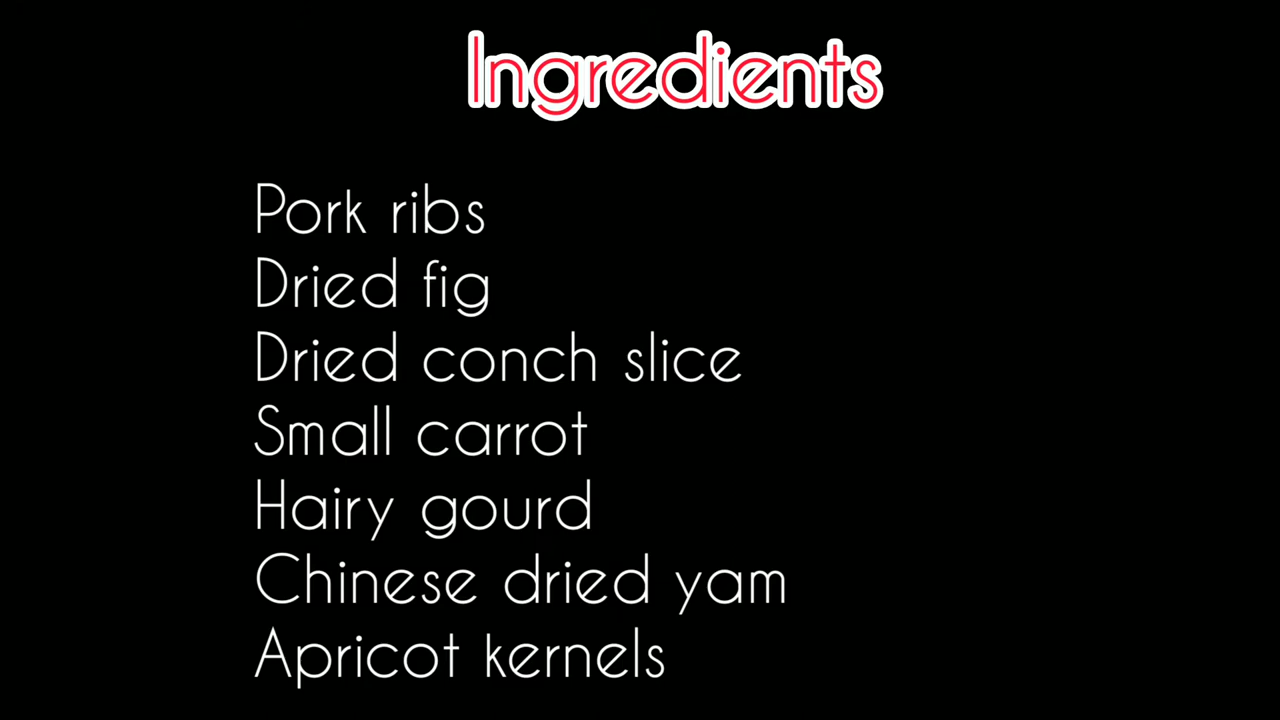 Ingredients
Pork ribs
Dried fig
Dried conch slice
Small carrot
Hairy gourd
Chinese dried yam
Apricot kernels